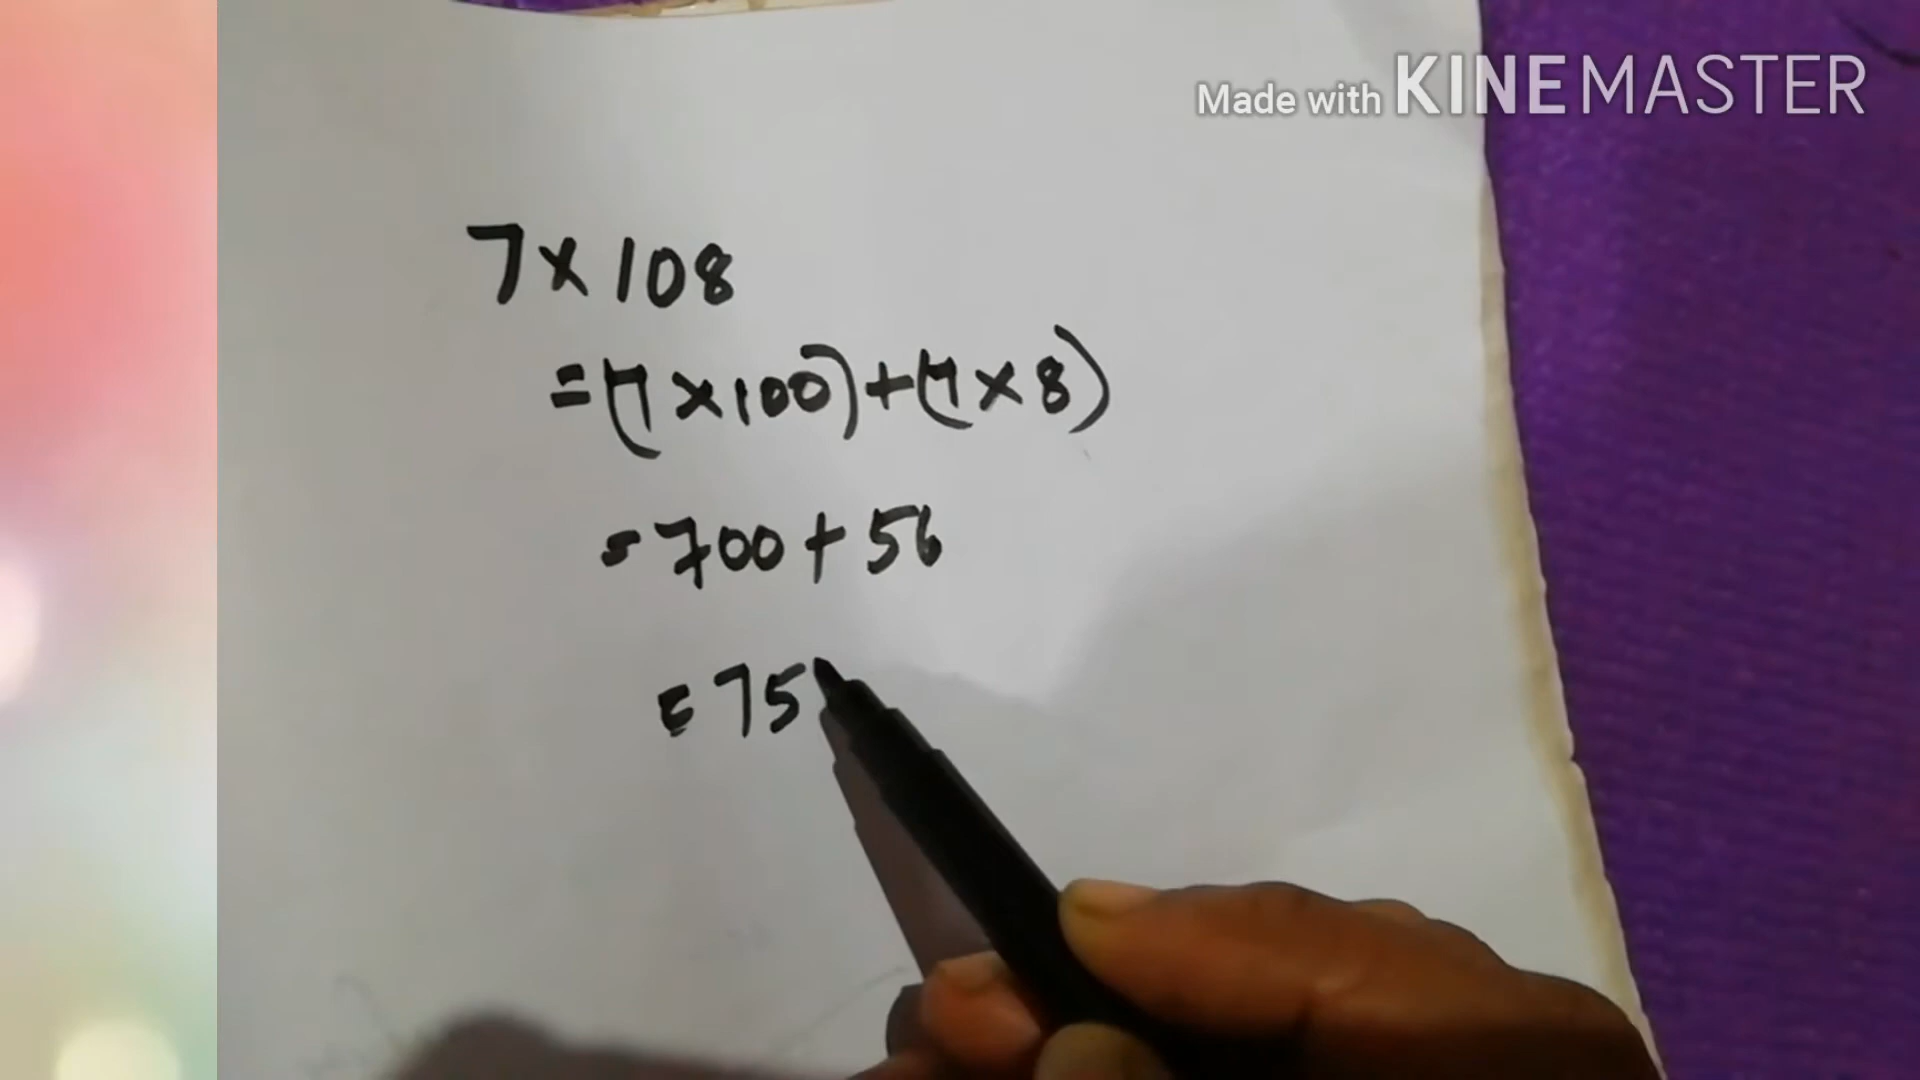 Made with KINEMASTER
7 × 108
= (7 × 100) + (7 × 8)
= 700 + 56
= 75